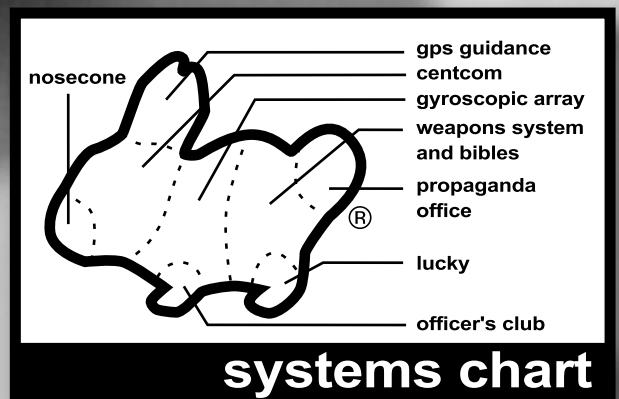 nosecone
gps guidance
centcom
gyroscopic array
weapons system
and bibles
propaganda
office
®
lucky
officer's club
systems chart